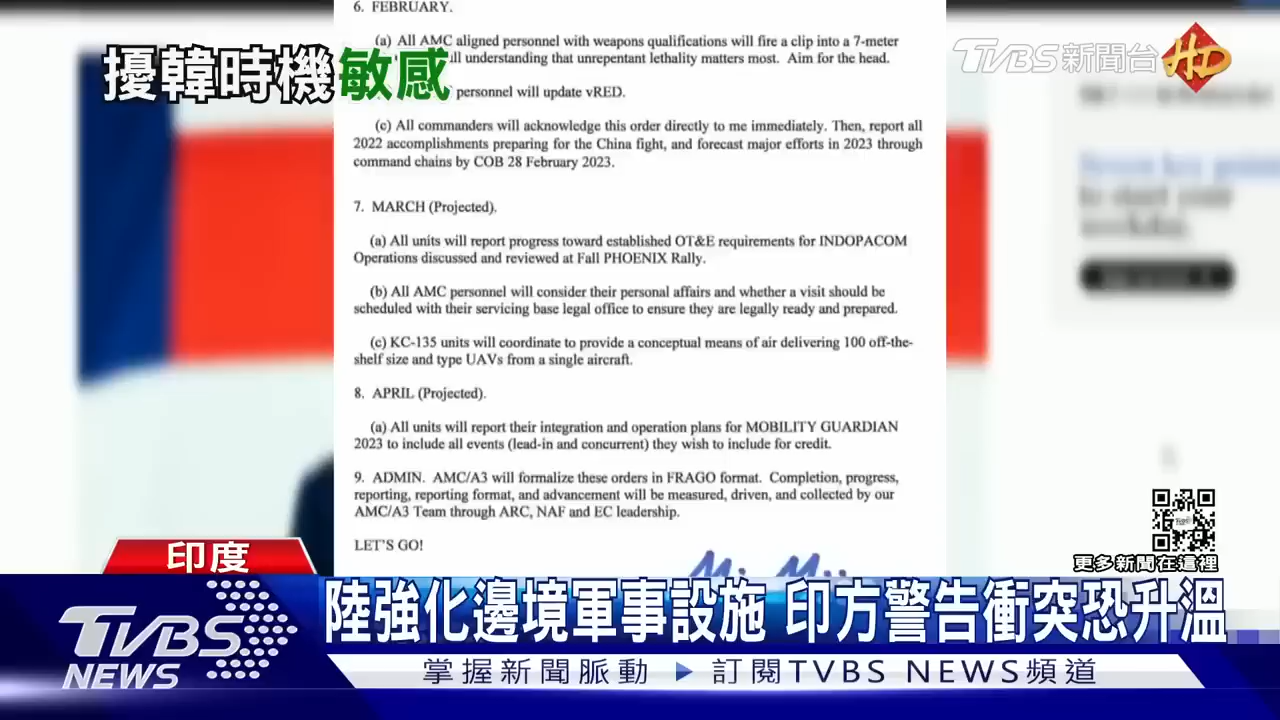 6. FEBRUARY.
(a) All AMC aligned personnel with weapons qualifications will fire a clip into a 7-meter
ll understanding that unrepentant lethality matters most. Aim for the head.
personnel will update vRED.
(c) All commanders will acknowledge this order directly to me immediately. Then, report all
2022 accomplishments preparing for the China fight, and forecast major efforts in 2023 through
command chains by COB 28 February 2023.
7. MARCH (Projected).
(a) All units will report progress toward established OT&E requirements for INDOPACOM
Operations discussed and reviewed at Fall PHOENIX Rally.
(b) All AMC personnel will consider their personal affairs and whether a visit should be
scheduled with their servicing base legal office to ensure they are legally ready and prepared.
(c) KC-135 units will coordinate to provide a conceptual means of air delivering 100 off-the-
shelf size and type UAVs from a single aircraft.
8. APRIL (Projected).
(a) All units will report their integration and operation plans for MOBILITY GUARDIAN
2023 to include all events (lead-in and concurrent) they wish to include for credit.
9. ADMIN. AMC/A3 will formalize these orders in FRAGO format. Completion, progress,
reporting, reporting format, and advancement will be measured, driven, and collected by our
AMC/A3 Team through ARC, NAF and EC leadership.
LET'S GO!
擾韓時機敏感
TVBS新聞台 HD
更多新聞在這裡
印度
陸強化邊境軍事設施 印方警告衝突恐升溫
TVBS
NEWS
掌握新聞脈動 ▶ 訂閱TVBS NEWS頻道